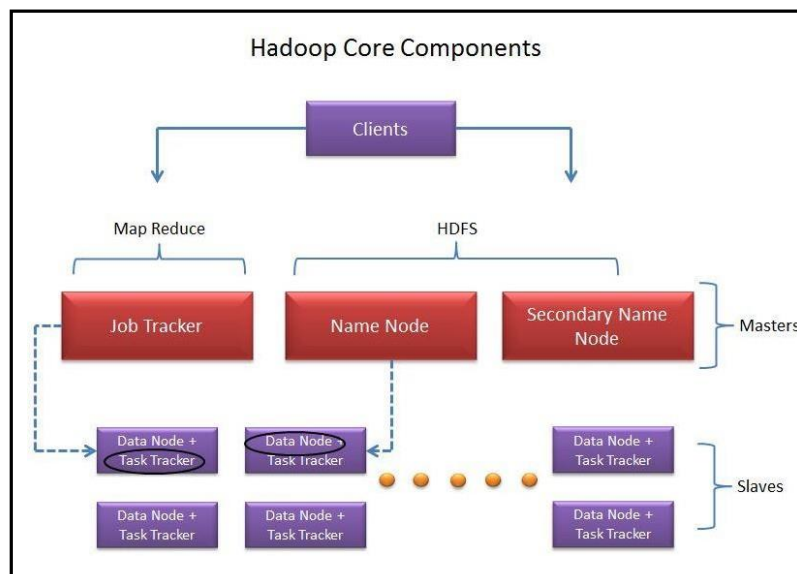 Hadoop Core Components
Clients
Map Reduce
HDFS
Job Tracker
Name Node
Secondary Name
Node
Masters
Data Node +
Task Tracker
Data Node +
Task Tracker
Data Node +
Task Tracker
Slaves
Data Node +
Task Tracker
Data Node +
Task Tracker
Data Node +
Task Tracker